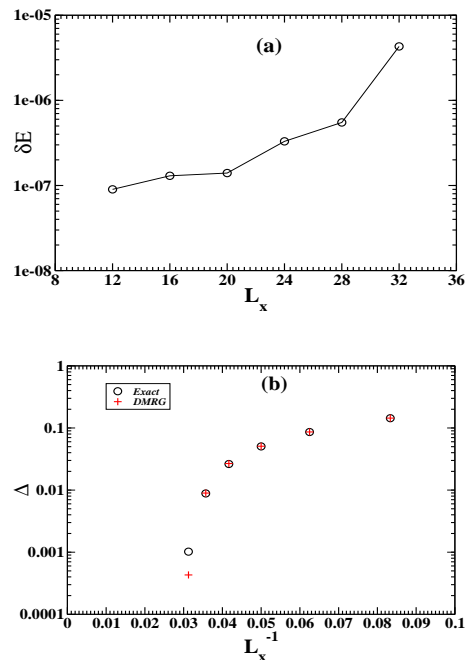 1e-05
(a)
1e-06
δE
1e-07
1e-08
8 12 16 20 24 28 32 36
L_x
1
(b)
Exact
DMRG
0.1
Δ
0.01
0.001
0.0001
0 0.01 0.02 0.03 0.04 0.05 0.06 0.07 0.08 0.09 0.1
L_x^-1